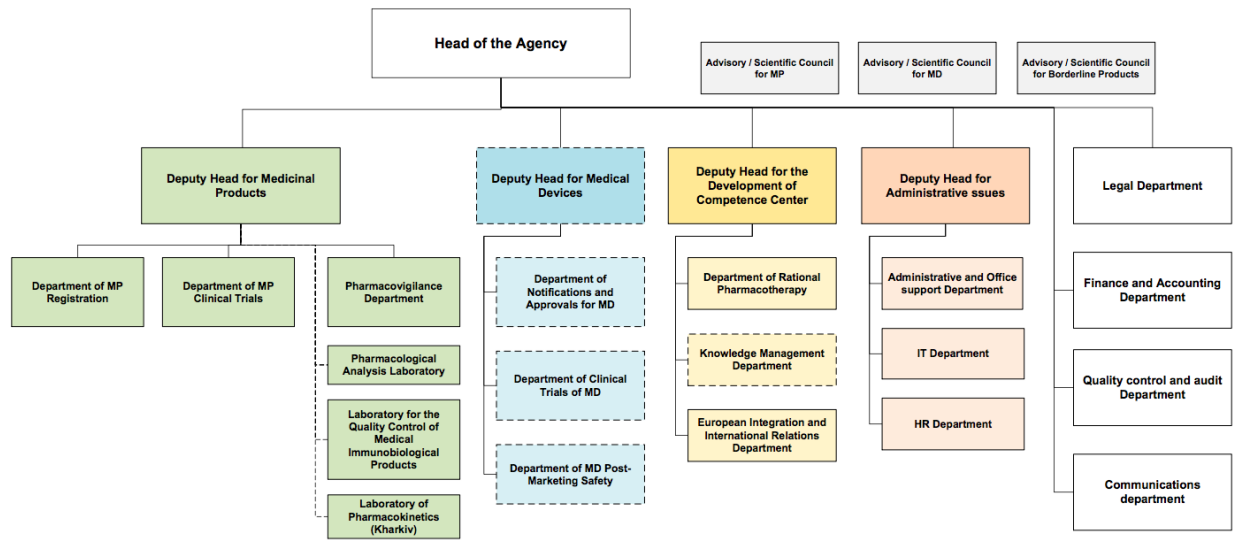 Head of the Agency
Advisory / Scientific Council
for MP
Advisory / Scientific Council
for MD
Advisory / Scientific Council
for Borderline Products
Deputy Head for Medicinal
Products
Deputy Head for Medical
Devices
Deputy Head for the
Development of
Competence Center
Deputy Head for
Administrative ssues
Legal Department
Department of MP
Registration
Department of MP
Clinical Trials
Pharmacovigilance
Department
Pharmacological
Analysis Laboratory
Laboratory for the
Quality Control of
Medical
Immunobiological
Products
Laboratory of
Pharmacokinetics
(Kharkiv)
Department of
Notifications and
Approvals for MD
Department of Clinical
Trials of MD
Department of MD Post-
Marketing Safety
Department of Rational
Pharmacotherapy
Knowledge Management
Department
European Integration and
International Relations
Department
Administrative and Office
support Department
IT Department
HR Department
Finance and Accounting
Department
Quality control and audit
Department
Communications
department